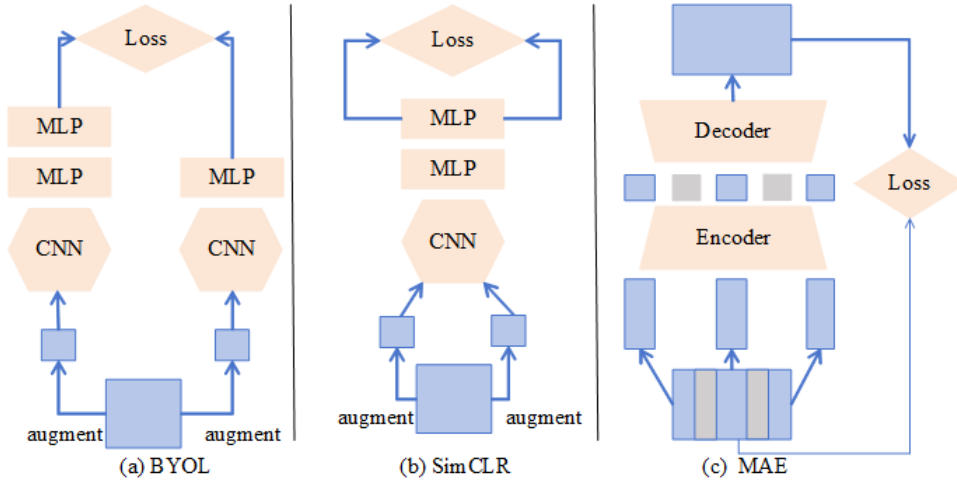 Loss
MLP
MLP
MLP
CNN
CNN
augment
augment
(a) BYOL
Loss
MLP
MLP
CNN
augment
augment
(b) SimCLR
Decoder
Loss
Encoder
(c) MAE